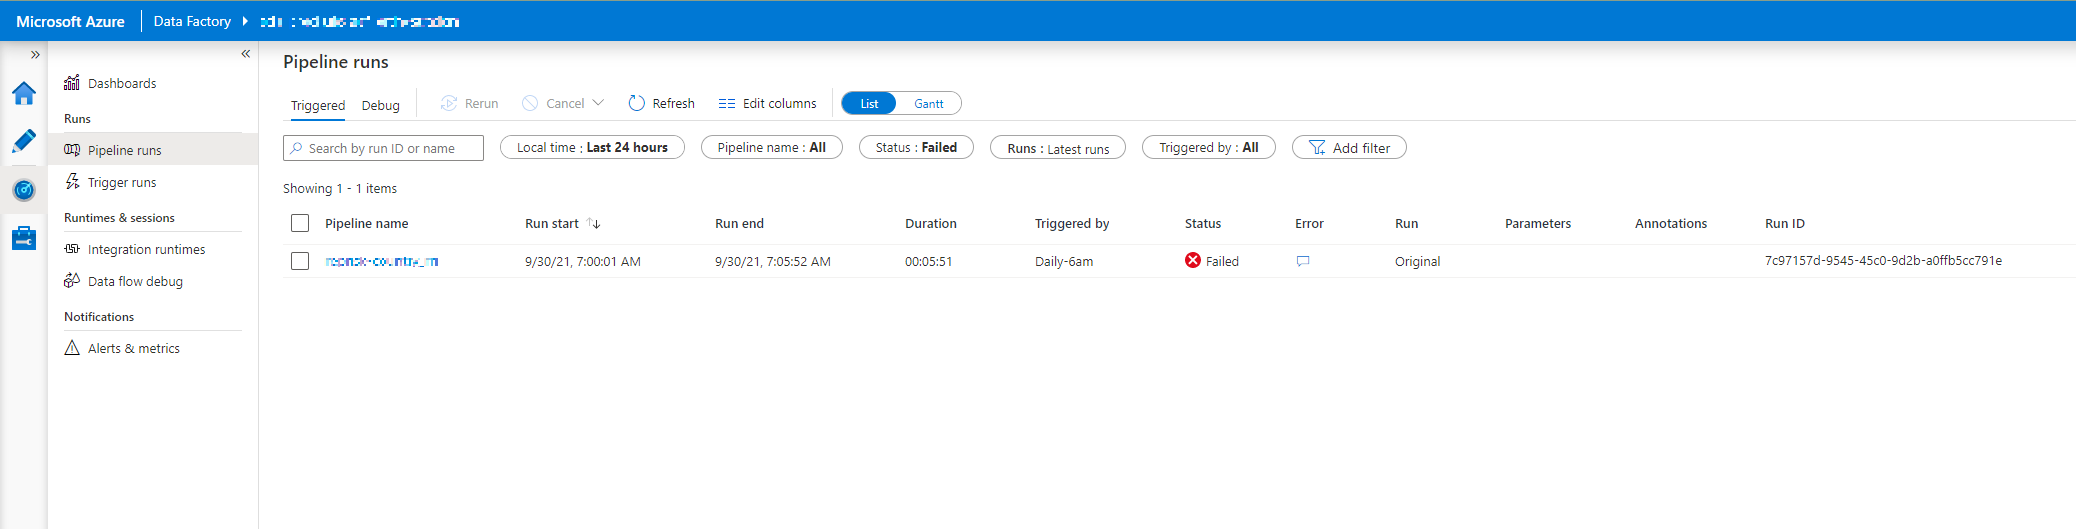 Microsoft Azure Data Factory
Pipeline runs
Dashboards
Triggered Debug Rerun Cancel Refresh Edit columns List Gantt
Runs
Pipeline runs
Search by run ID or name Local time : Last 24 hours Pipeline name : All Status : Failed Runs : Latest runs Triggered by : All Add filter
Trigger runs
Showing 1 - 1 items
Runtimes & sessions
Pipeline name Run start Run end Duration Triggered by Status Error Run Parameters Annotations Run ID
Integration runtimes
9/30/21, 7:00:01 AM 9/30/21, 7:05:52 AM 00:05:51 Daily-6am Failed Original 7c97157d-9545-45c0-9d2b-a0ffb5cc791e
Data flow debug
Notifications
Alerts & metrics